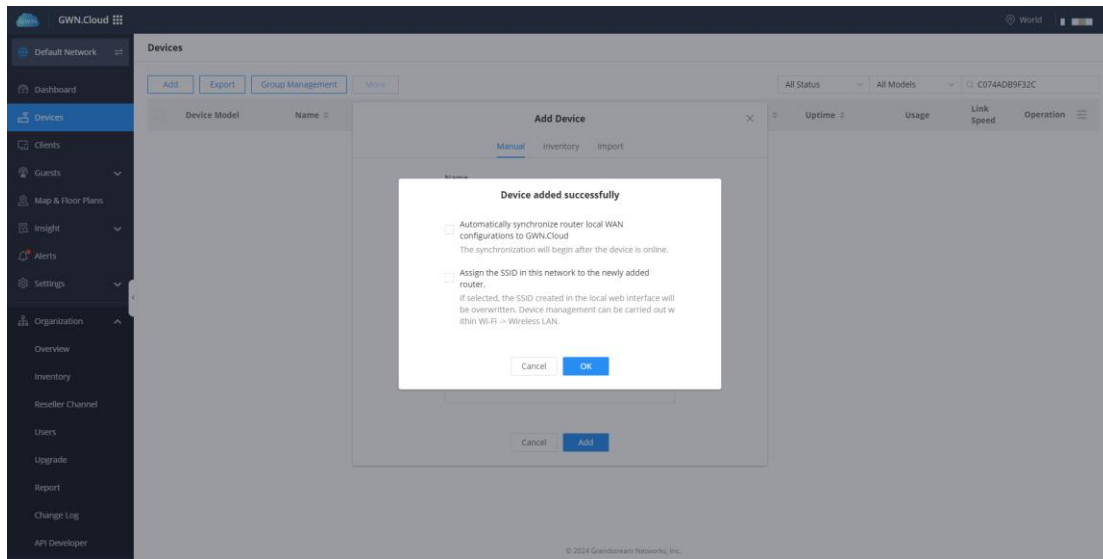 GWN.Cloud
World
Default Network
Dashboard
Devices
Clients
Guests
Map & Floor Plans
Insight
Alerts
Settings
Organization
Overview
Inventory
Reseller Channel
Users
Upgrade
Report
Change Log
API Developer
Devices
Add Export Group Management More
All Status All Models C074ADB9F32C
Device Model Name Uptime Usage Link Speed Operation
Add Device
Manual Inventory Import
Name
Device added successfully
Automatically synchronize router local WAN
configurations to GWN.Cloud
The synchronization will begin after the device is online.
Assign the SSID in this network to the newly added
router.
If selected, the SSID created in the local web interface will
be overwritten. Device management can be carried out w
ithin Wi-Fi -> Wireless LAN.
Cancel OK
Cancel Add
© 2024 Grandstream Networks, Inc.